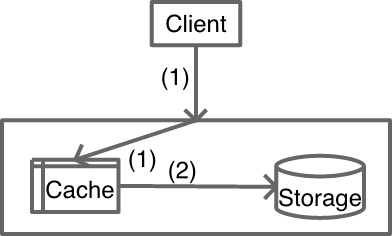 Client
(1)
(1)
(2)
Cache
Storage